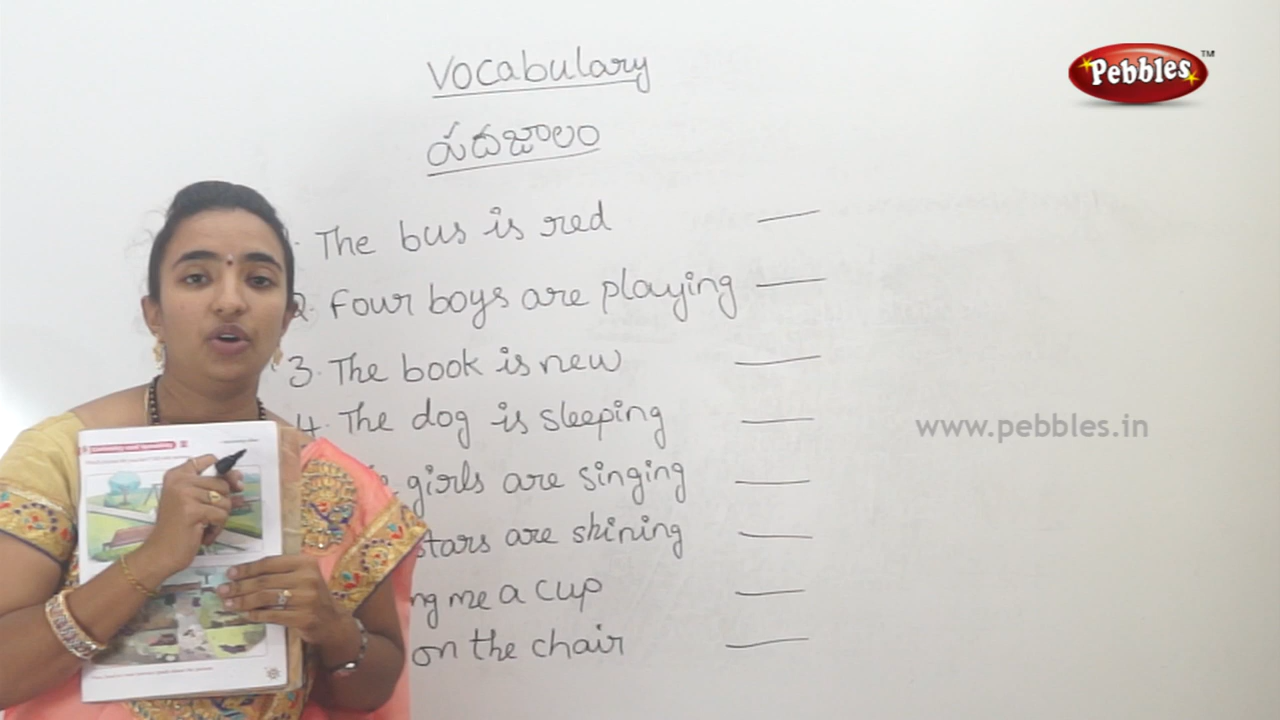 Vocabulary
పదజాలం
Pebbles TM
The bus is red
2. Four boys are playing
3. The book is new
4. The dog is sleeping
girls are singing
stars are shining
me a cup
on the chair
www.pebbles.in